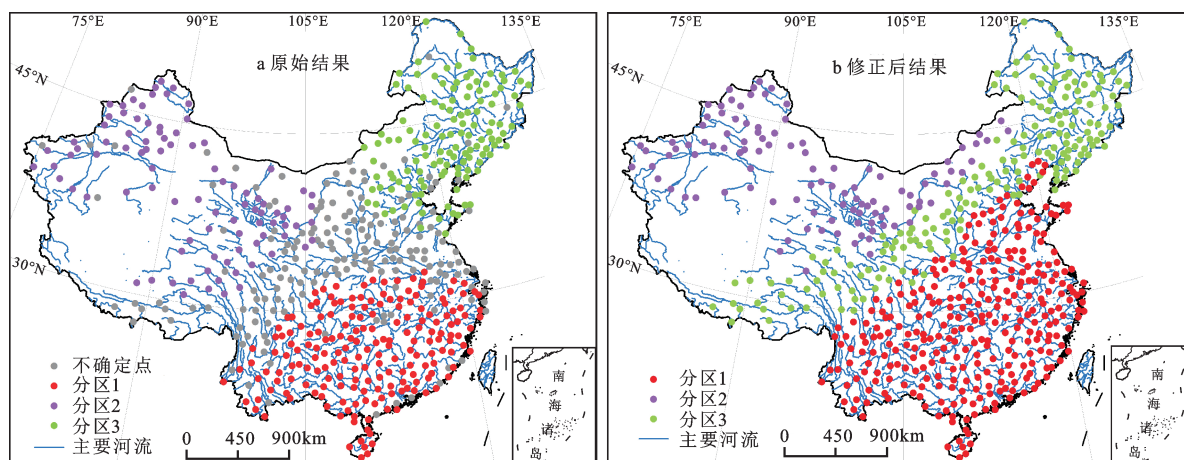 75°E 90°E 105°E 120°E 135°E
a 原始结果
45°N
30°N
不确定点
分区1
分区2
分区3
主要河流
0 450 900km
南
海
诸
岛
75°E 90°E 105°E 120°E 135°E
b 修正后结果
45°N
30°N
分区1
分区2
分区3
主要河流
0 450 900km
南
海
诸
岛